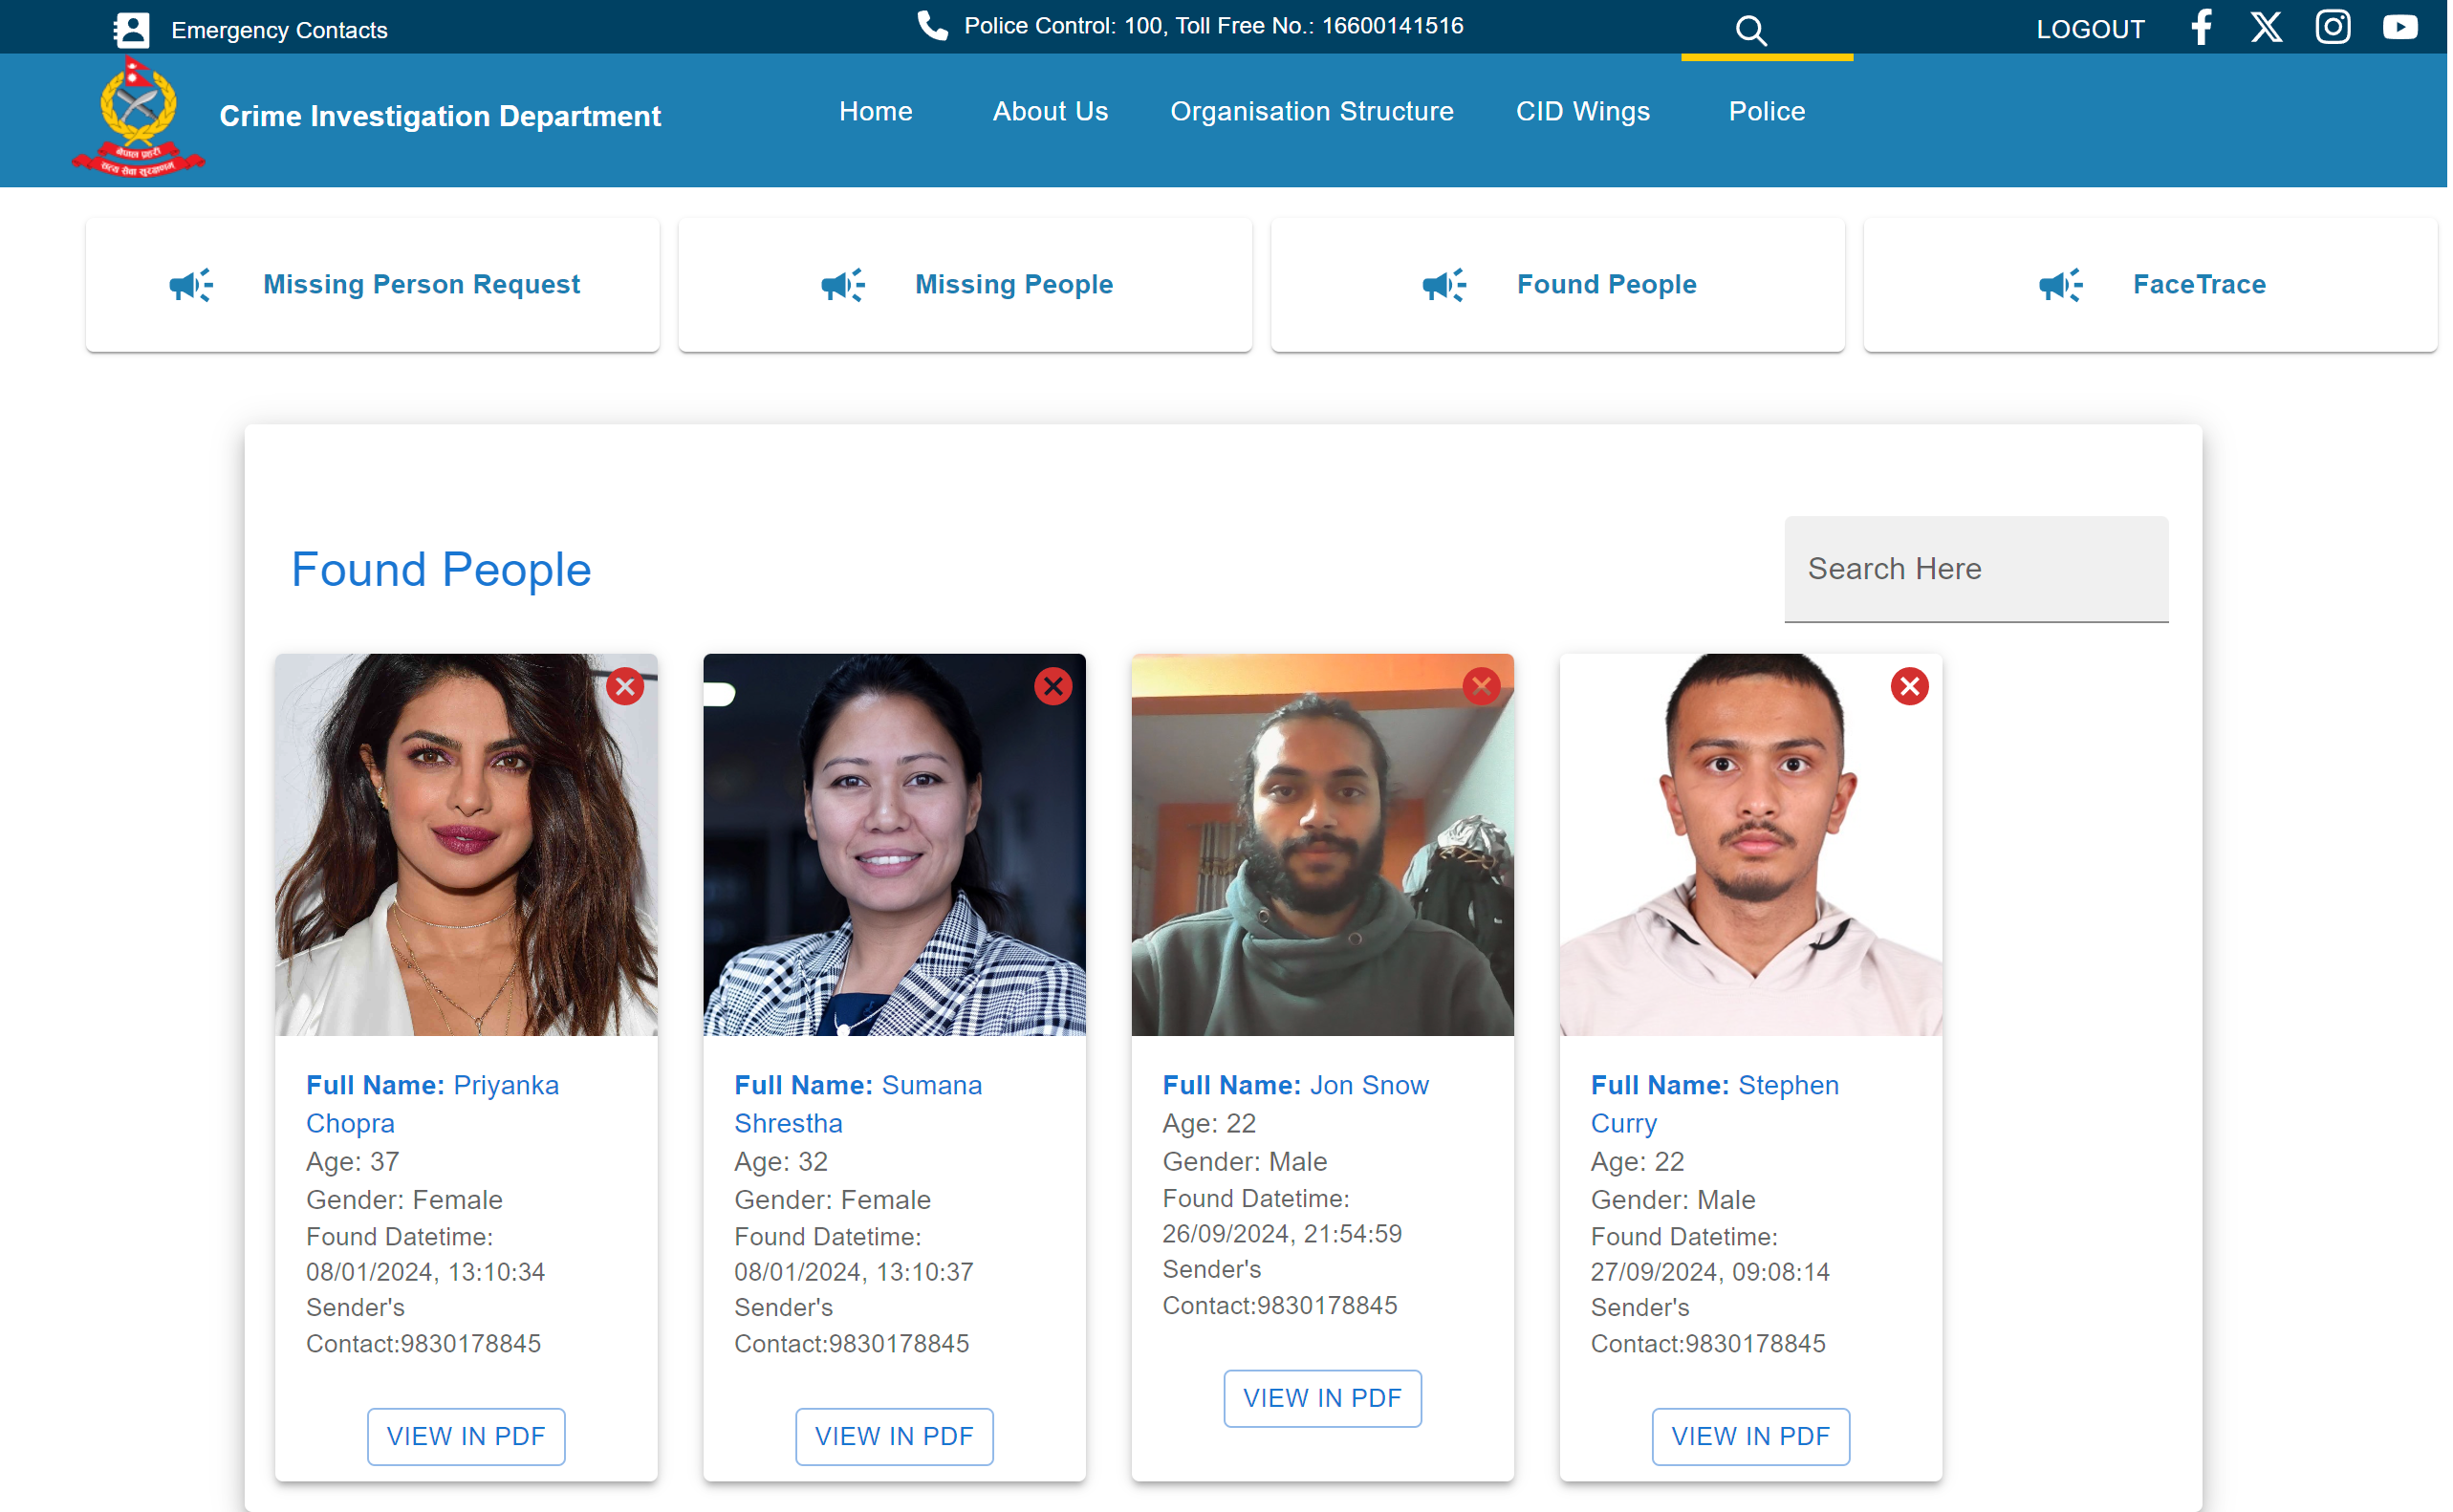 Emergency Contacts
Police Control: 100, Toll Free No.: 16600141516
LOGOUT
नेपाल प्रहरी
सत्य सेवा सुरक्षणम्
Crime Investigation Department
Home
About Us
Organisation Structure
CID Wings
Police
Missing Person Request
Missing People
Found People
FaceTrace
Found People
Search Here
Full Name: Priyanka
Chopra
Age: 37
Gender: Female
Found Datetime:
08/01/2024, 13:10:34
Sender's
Contact:9830178845
VIEW IN PDF
Full Name: Sumana
Shrestha
Age: 32
Gender: Female
Found Datetime:
08/01/2024, 13:10:37
Sender's
Contact:9830178845
VIEW IN PDF
Full Name: Jon Snow
Age: 22
Gender: Male
Found Datetime:
26/09/2024, 21:54:59
Sender's
Contact:9830178845
VIEW IN PDF
Full Name: Stephen
Curry
Age: 22
Gender: Male
Found Datetime:
27/09/2024, 09:08:14
Sender's
Contact:9830178845
VIEW IN PDF